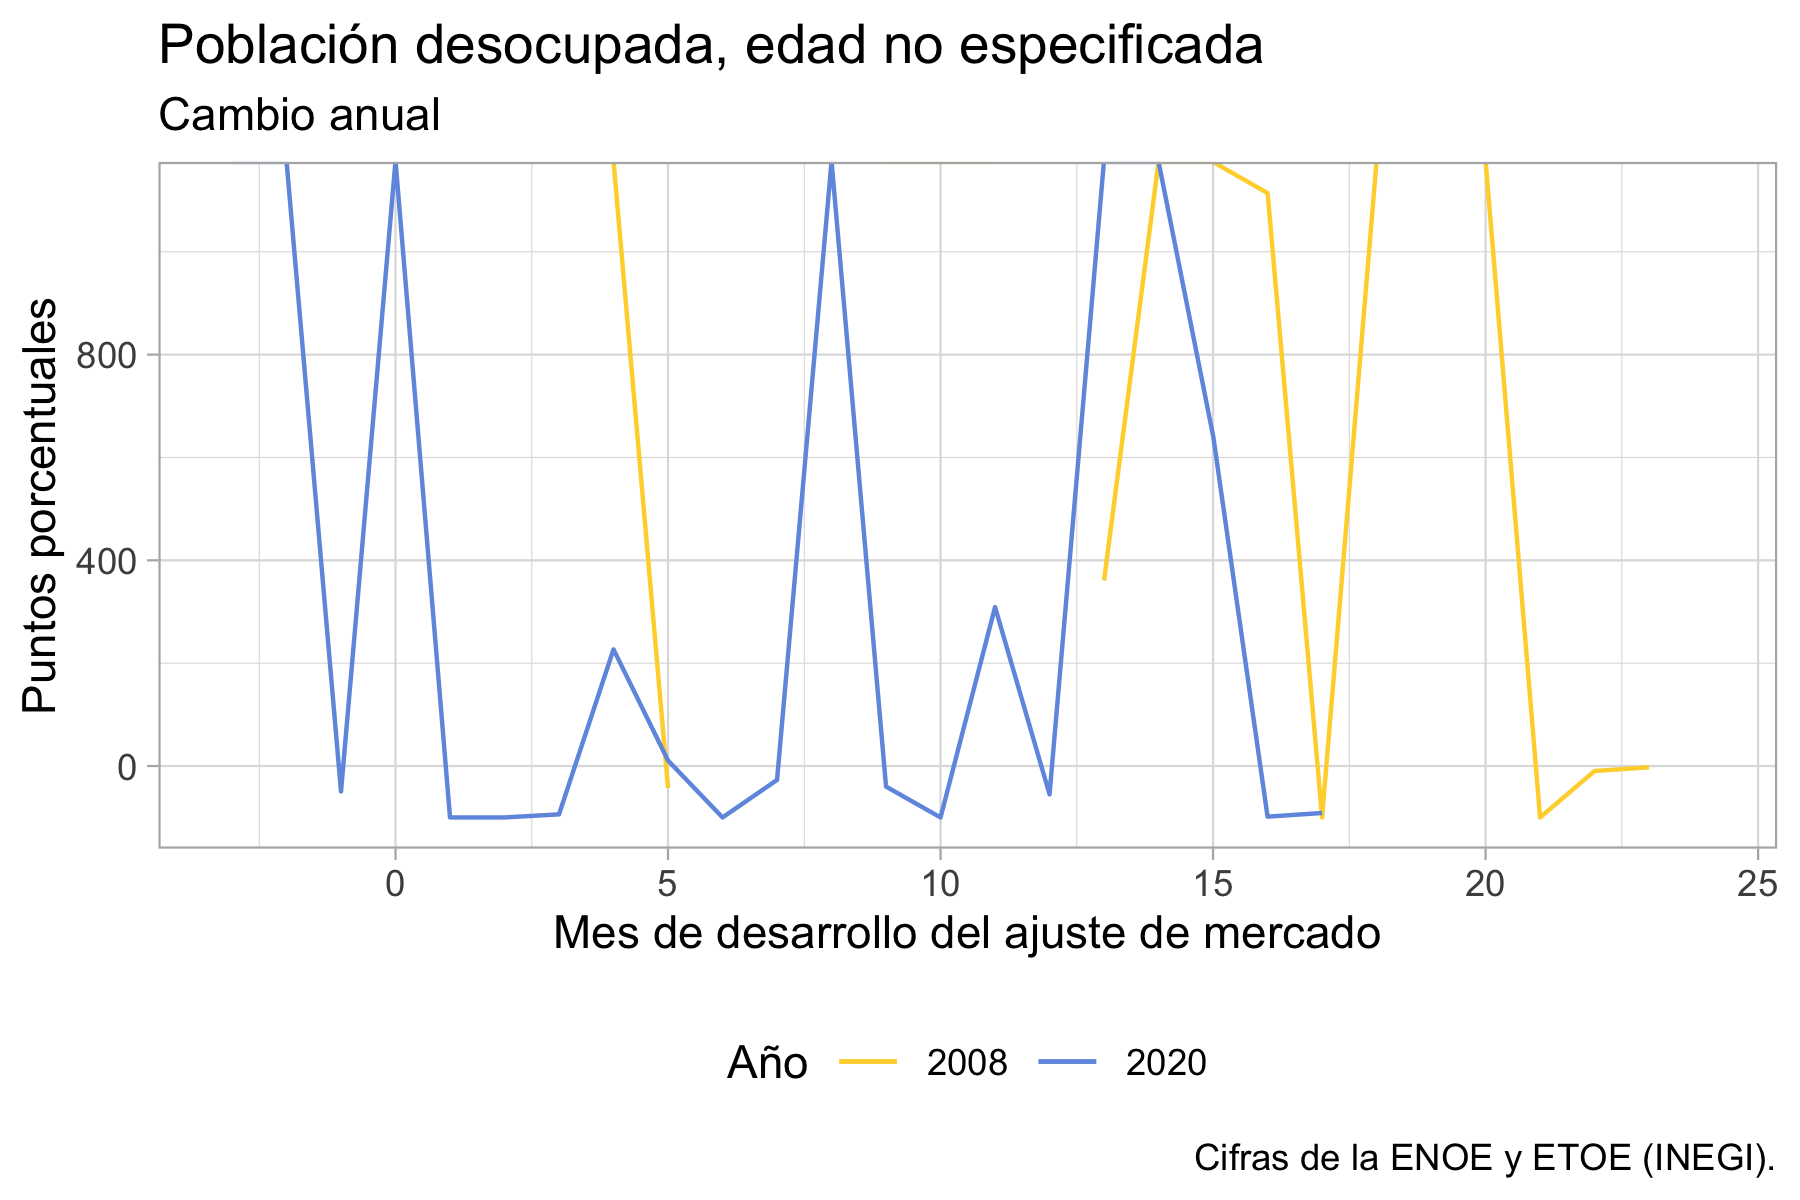 Población desocupada, edad no especificada
Cambio anual
Puntos porcentuales
800
400
0
0 5 10 15 20 25
Mes de desarrollo del ajuste de mercado
Año 2008 2020
Cifras de la ENOE y ETOE (INEGI).